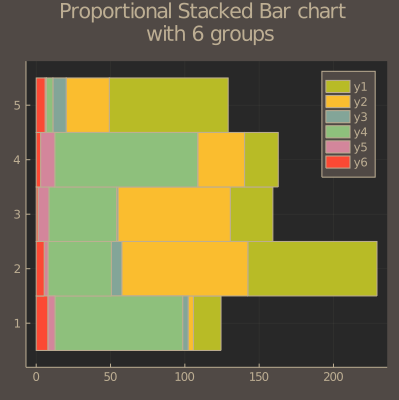 Proportional Stacked Bar chart
with 6 groups
y1
y2
y3
y4
y5
y6
5
4
3
2
1
0 50 100 150 200